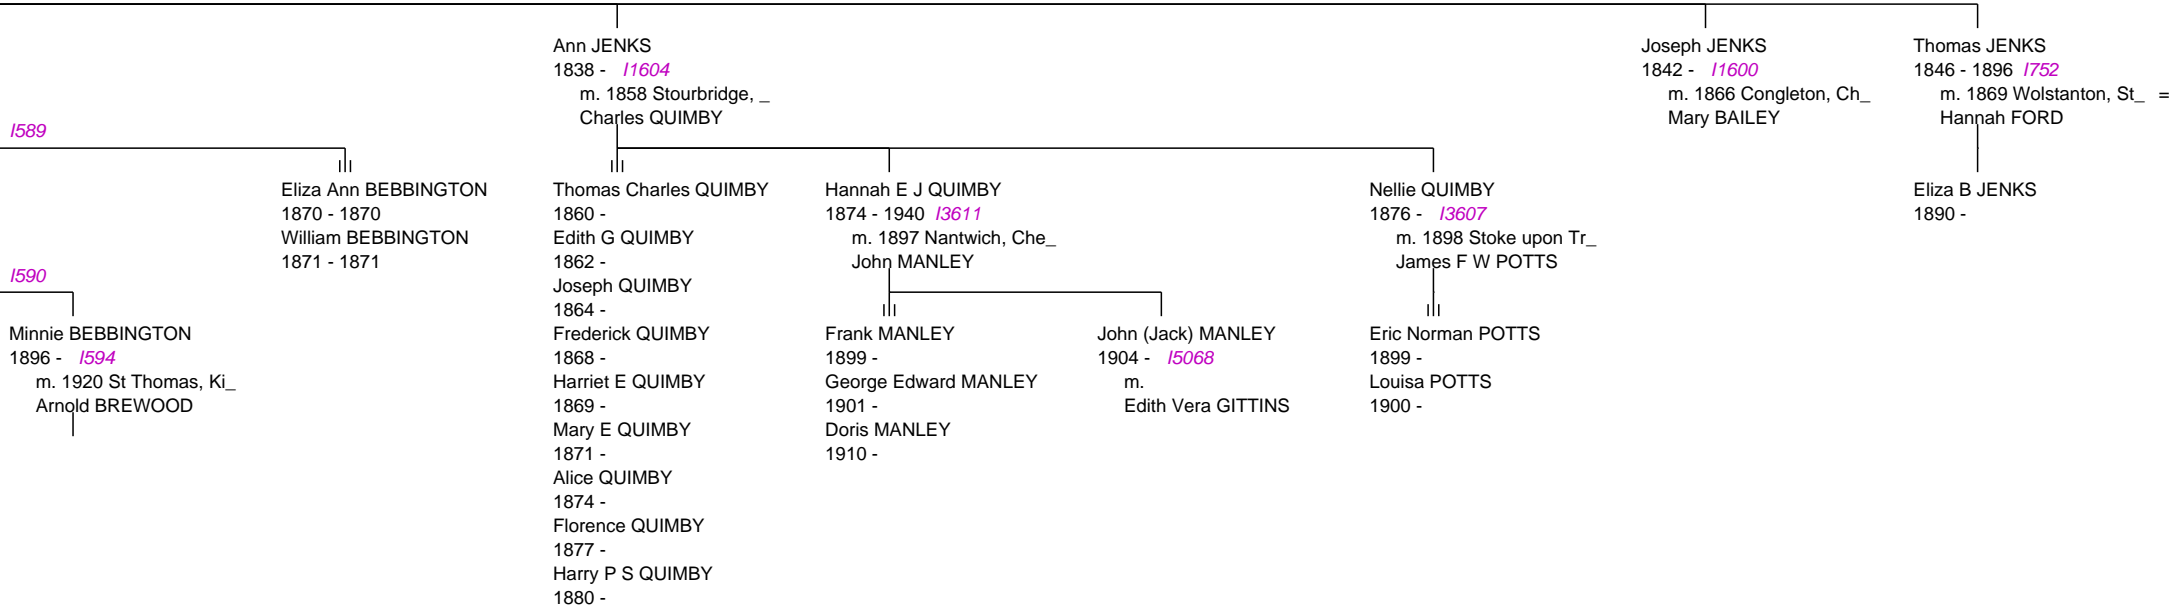 Ann JENKS
1838 - I1604
m. 1858 Stourbridge, _
Charles QUIMBY
Joseph JENKS
1842 - I1600
m. 1866 Congleton, Ch_
Mary BAILEY
Thomas JENKS
1846 - 1896 I752
m. 1869 Wolstanton, St_ =
Hannah FORD
I589
Eliza Ann BEBBINGTON
1870 - 1870
William BEBBINGTON
1871 - 1871
Thomas Charles QUIMBY
1860 -
Edith G QUIMBY
1862 -
Joseph QUIMBY
1864 -
Frederick QUIMBY
1868 -
Harriet E QUIMBY
1869 -
Mary E QUIMBY
1871 -
Alice QUIMBY
1874 -
Florence QUIMBY
1877 -
Harry P S QUIMBY
1880 -
Hannah E J QUIMBY
1874 - 1940 I3611
m. 1897 Nantwich, Che_
John MANLEY
Nellie QUIMBY
1876 - I3607
m. 1898 Stoke upon Tr_
James F W POTTS
Eliza B JENKS
1890 -
I590
Minnie BEBBINGTON
1896 - I594
m. 1920 St Thomas, Ki_
Arnold BREWOOD
Frank MANLEY
1899 -
George Edward MANLEY
1901 -
Doris MANLEY
1910 -
John (Jack) MANLEY
1904 - I5068
m.
Edith Vera GITTINS
Eric Norman POTTS
1899 -
Louisa POTTS
1900 -